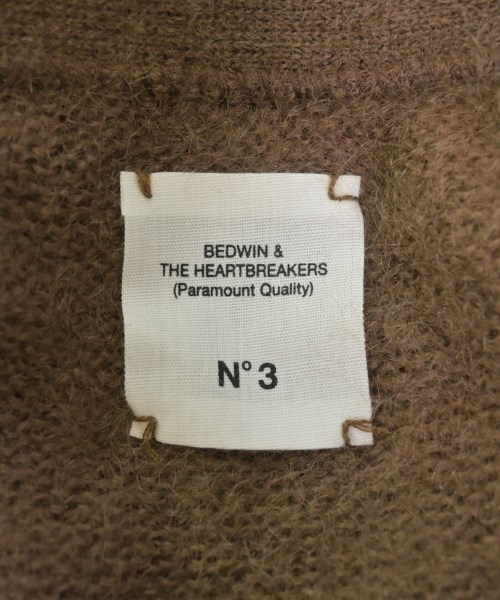 BEDWIN &
THE HEARTBREAKERS
(Paramount Quality)
N° 3